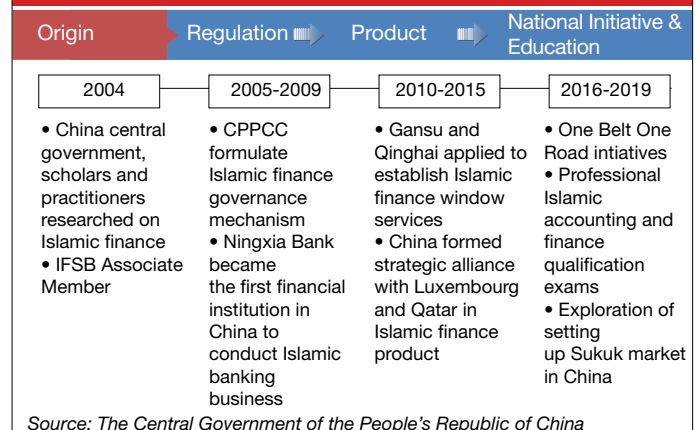 Origin
Regulation
Product
National Initiative &
Education
2004
2005-2009
2010-2015
2016-2019
• China central
government,
scholars and
practitioners
researched on
Islamic finance
• IFSB Associate
Member
• CPPCC
formulate
Islamic finance
governance
mechanism
• Ningxia Bank
became
the first financial
institution in
China to
conduct Islamic
banking
business
• Gansu and
Qinghai applied to
establish Islamic
finance window
services
• China formed
strategic alliance
with Luxembourg
and Qatar in
Islamic finance
product
• One Belt One
Road intiatives
• Professional
Islamic
accounting and
finance
qualification
exams
• Exploration of
setting
up Sukuk market
in China
Source: The Central Government of the People's Republic of China